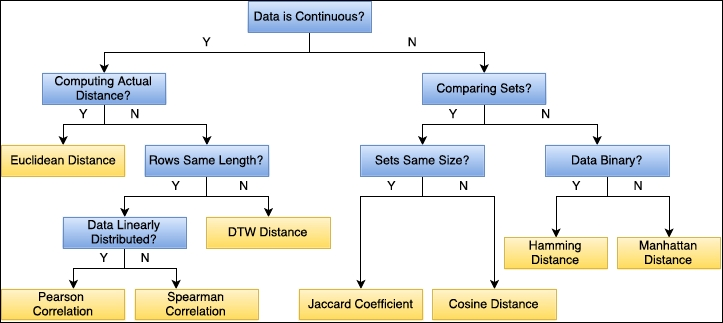 Data is Continuous?
Y
N
Computing Actual
Distance?
Comparing Sets?
Y
N
Y
N
Euclidean Distance
Rows Same Length?
Sets Same Size?
Data Binary?
Y
N
Y
N
Y
N
Data Linearly
Distributed?
DTW Distance
Hamming
Distance
Manhattan
Distance
Y
N
Pearson
Correlation
Spearman
Correlation
Jaccard Coefficient
Cosine Distance